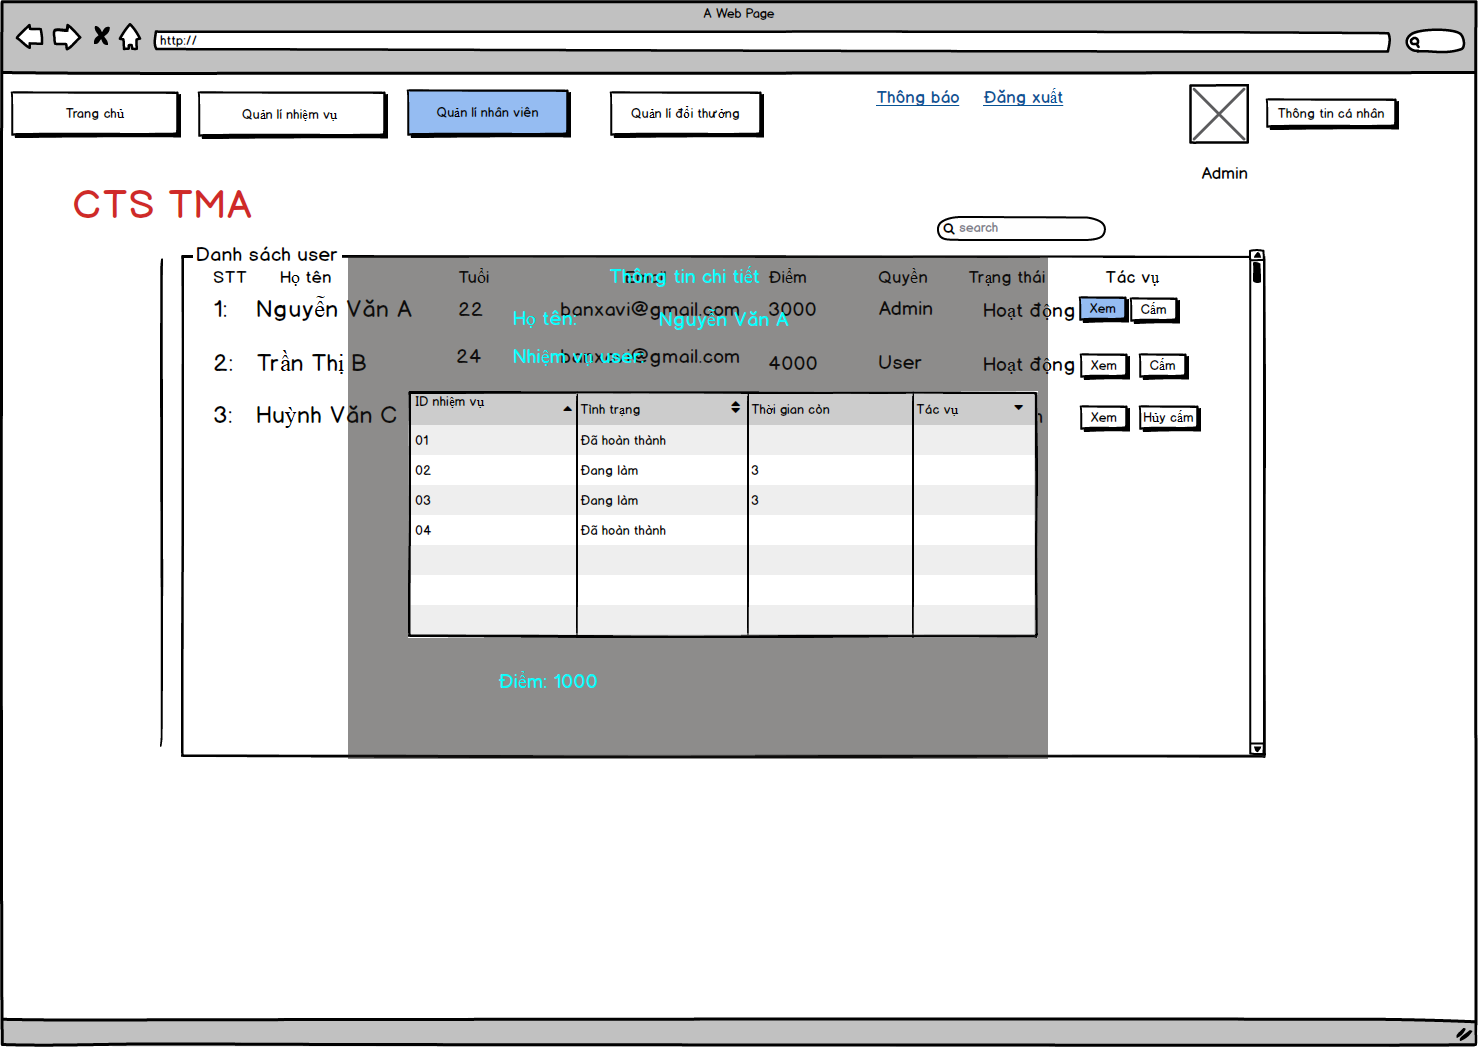 A Web Page
http://
Trang chủ
Quản lí nhiệm vụ
Quản lí nhân viên
Quản lí đổi thưởng
Thông báo
Đăng xuất
Thông tin cá nhân
Admin
CTS TMA
search
Danh sách user
STT Họ tên Tuổi Email Điểm Quyền Trạng thái Tác vụ
Thông tin chi tiết
1: Nguyễn Văn A 22 banxavi@gmail.com 3000 Admin Hoạt động Xem Cấm
Họ tên: Nguyễn Văn A
2: Trần Thị B 24 banxavi@gmail.com 4000 User Hoạt động Xem Cấm
Nhiệm vụ user:
3: Huỳnh Văn C Xem Hủy cấm
ID nhiệm vụ Tình trạng Thời gian còn Tác vụ
01 Đã hoàn thành
02 Đang làm 3
03 Đang làm 3
04 Đã hoàn thành
Điểm: 1000